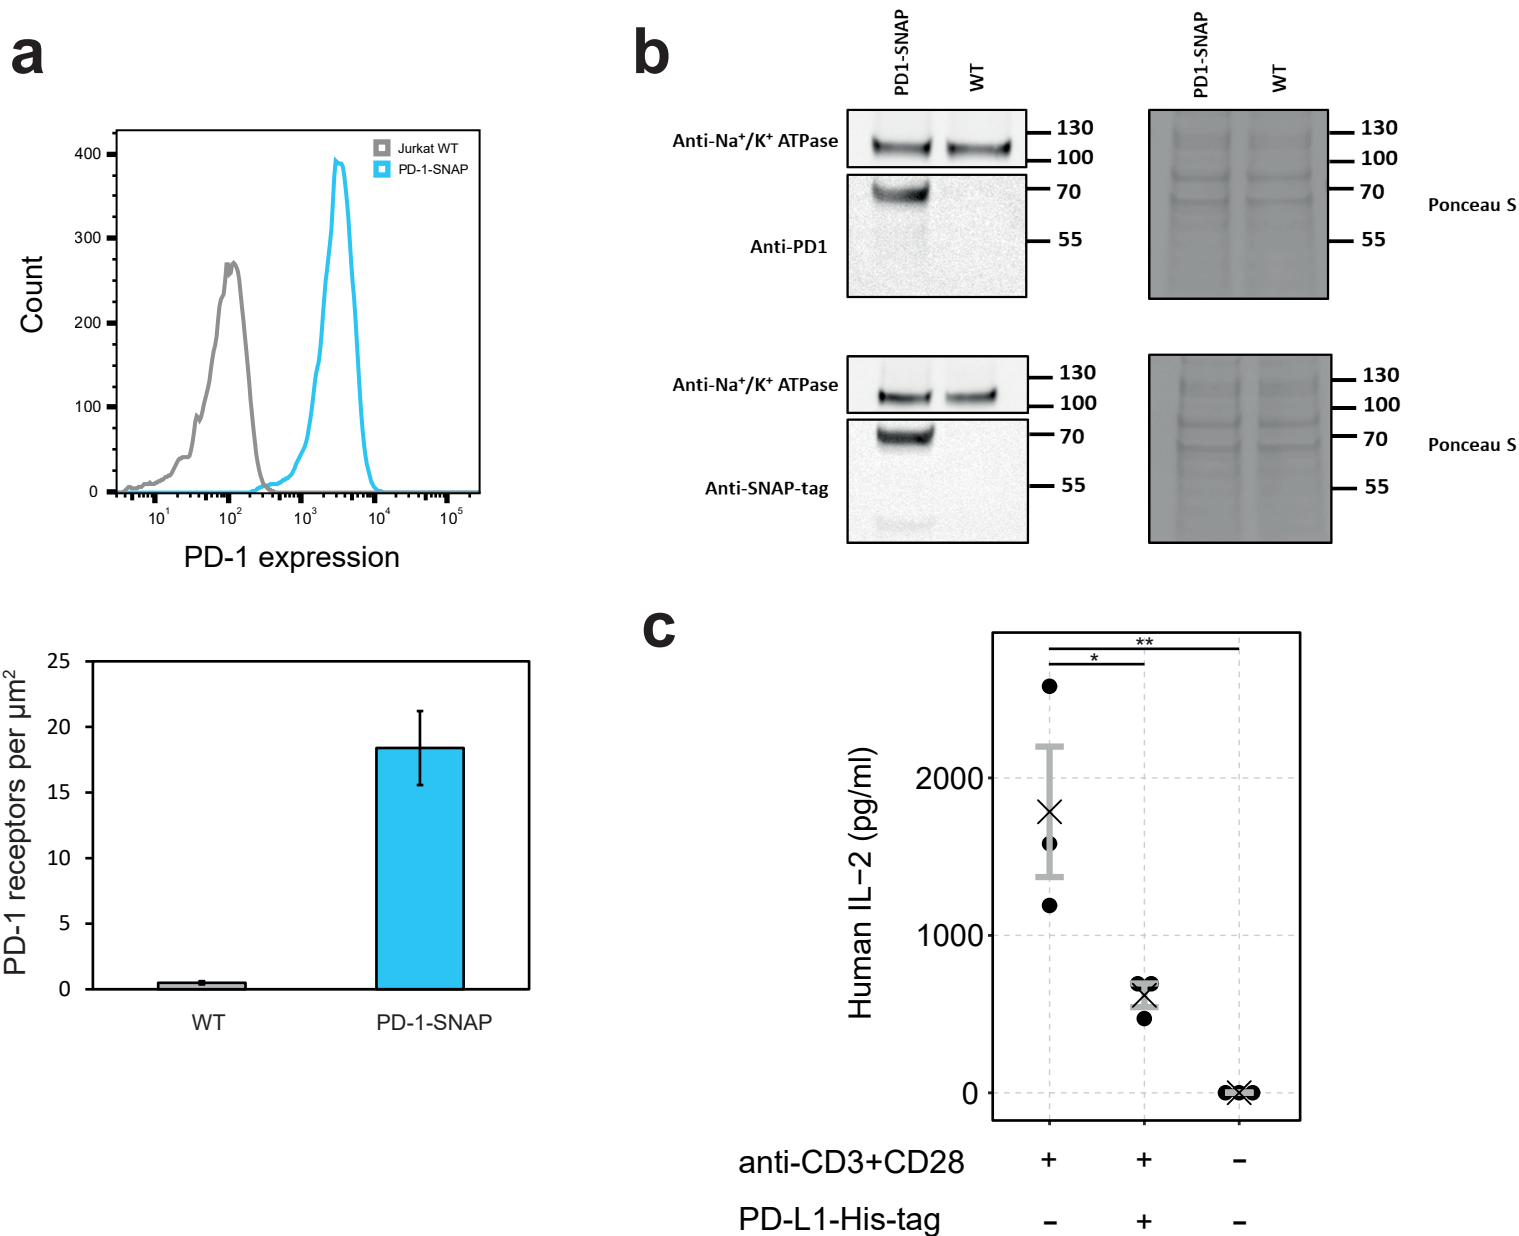 a
400
300
200
100
0
Count
Jurkat WT
PD-1-SNAP
10¹ 10² 10³ 10⁴ 10⁵
PD-1 expression
25
20
15
10
5
0
PD-1 receptors per µm²
WT PD-1-SNAP
b
PD1-SNAP WT
Anti-Na⁺/K⁺ ATPase
130
100
Anti-PD1
70
55
PD1-SNAP WT
130
100
70
55
Ponceau S
Anti-Na⁺/K⁺ ATPase
130
100
Anti-SNAP-tag
70
55
130
100
70
55
Ponceau S
c
**
*
2000
1000
0
Human IL−2 (pg/ml)
anti-CD3+CD28 + + −
PD-L1-His-tag − + −